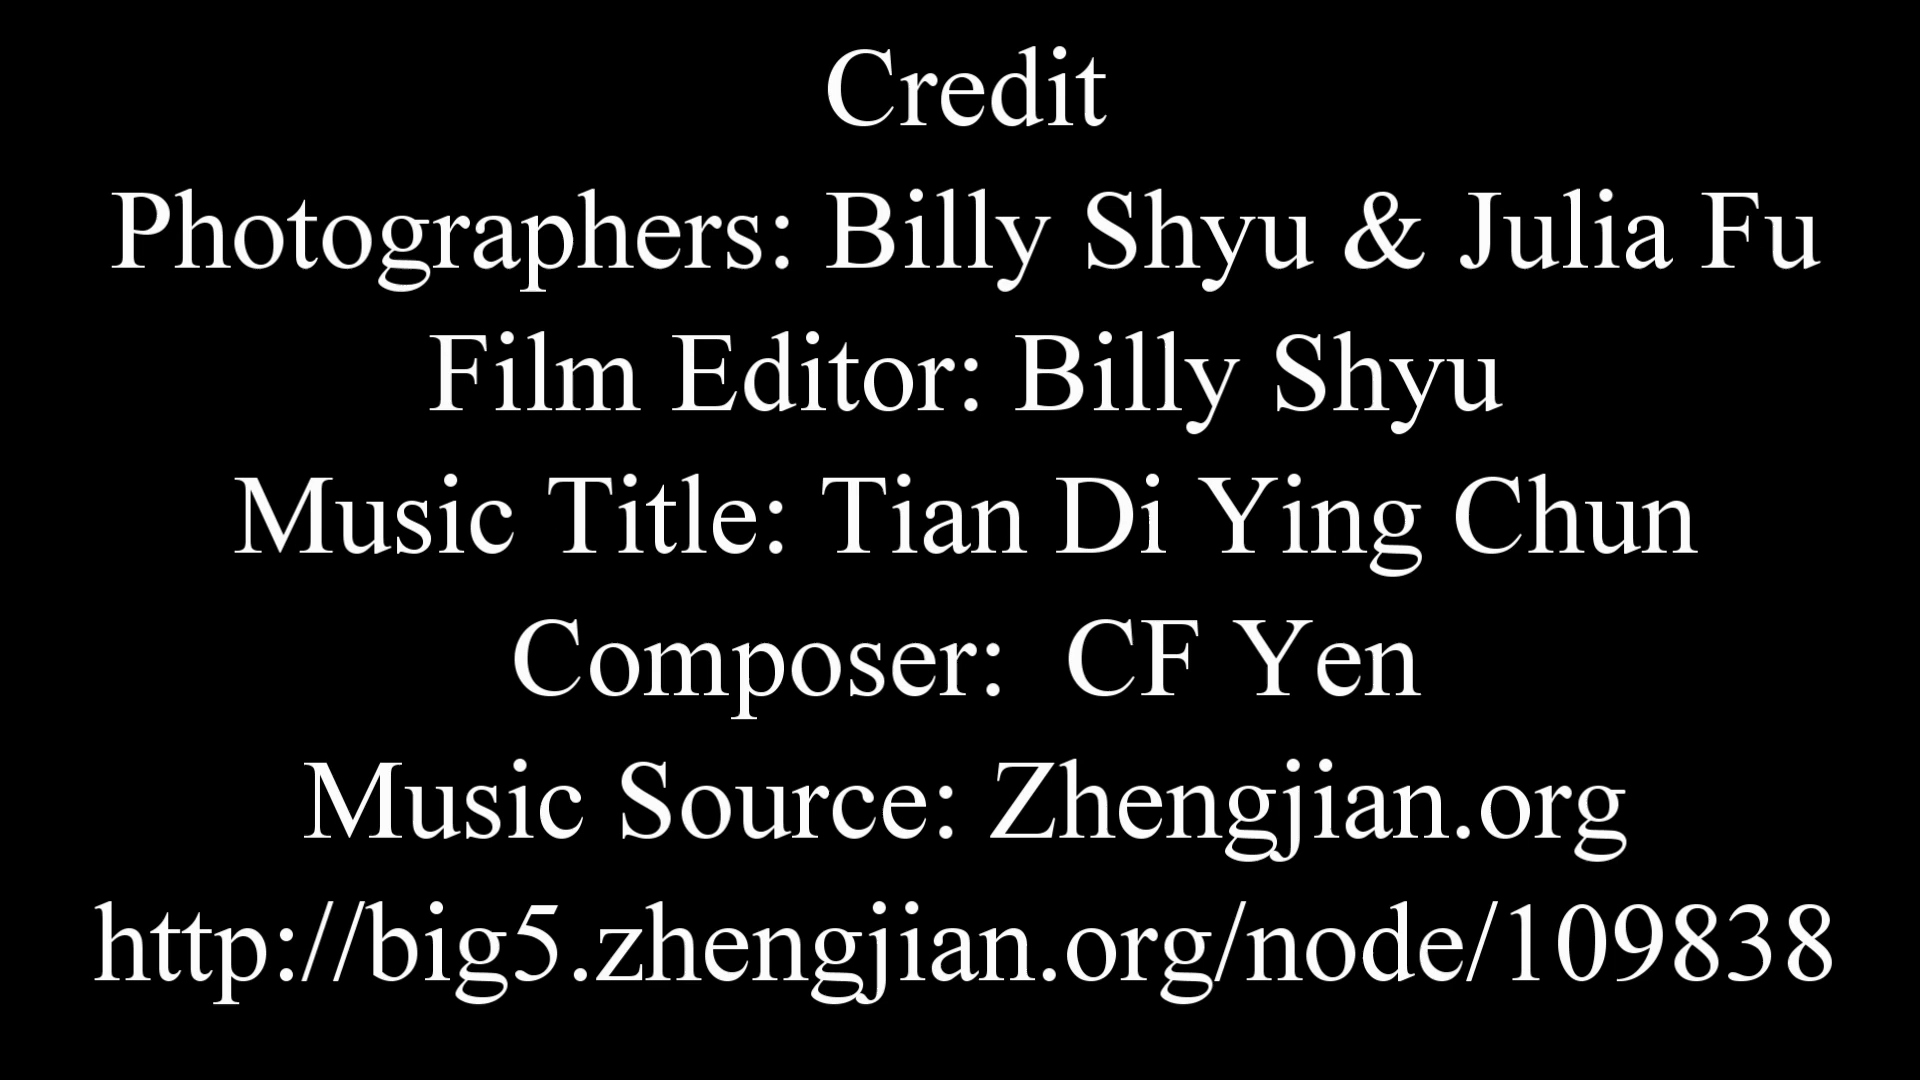 Credit
Photographers: Billy Shyu & Julia Fu
Film Editor: Billy Shyu
Music Title: Tian Di Ying Chun
Composer:  CF Yen
Music Source: Zhengjian.org
http://big5.zhengjian.org/node/109838